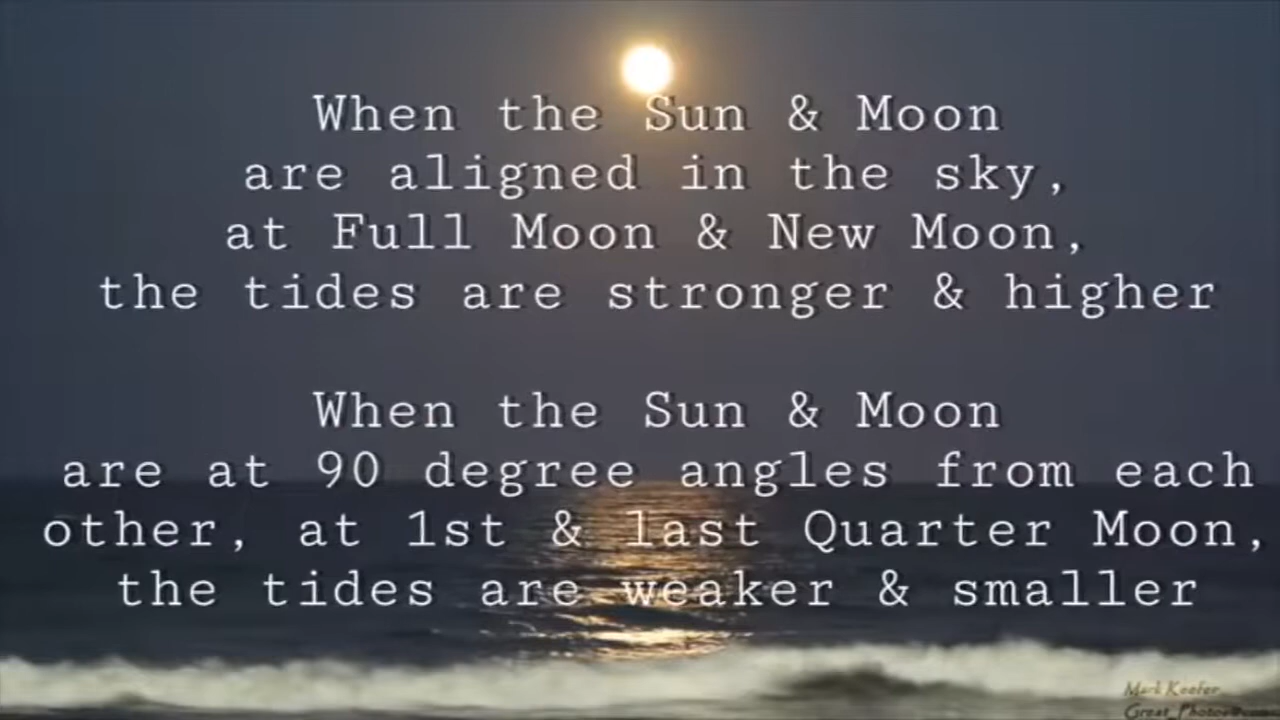 When the Sun & Moon
are aligned in the sky,
at Full Moon & New Moon,
the tides are stronger & higher
When the Sun & Moon
are at 90 degree angles from each
other, at 1st & last Quarter Moon,
the tides are weaker & smaller
Mark Keefer